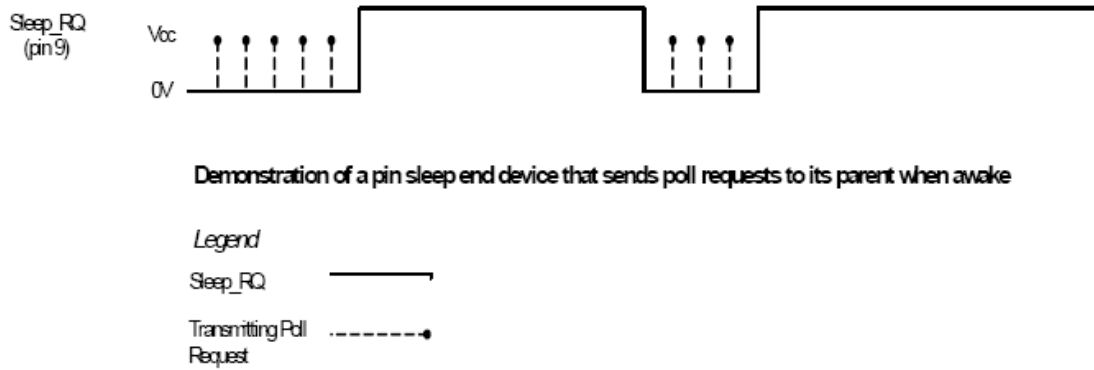 Sleep_RQ
(pin 9)
Vcc
0V
Demonstration of a pin sleep end device that sends poll requests to its parent when awake
Legend
Sleep_RQ
Transmitting Poll
Request